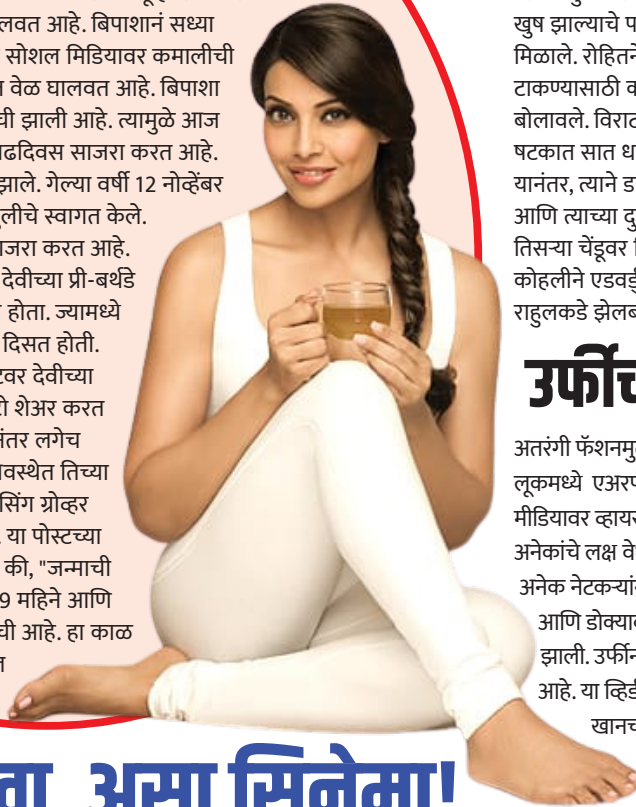 लवत आहे. बिपाशानं सध्या
सोशल मिडियावर कमालीची
वेळ घालवत आहे. बिपाशा
ची झाली आहे. त्यामुळे आज
ढदिवस साजरा करत आहे.
झाले. गेल्या वर्षी 12 नोव्हेंबर
लीचे स्वागत केले.
जरा करत आहे.
देवीच्या प्री-बर्थडे
होता. ज्यामध्ये
दिसत होती.
टवर देवीच्या
शेअर करत
नंतर लगेच
वस्थेत तिच्या
सिंग ग्रोव्हर
या पोस्टच्या
की, "जन्माची
9 महिने आणि
ची आहे. हा काळ
वा, असा सिनेमा!
खुष झाल्याचे प
मिळाले. रोहितने
टाकण्यासाठी क
बोलावले. विराट
षटकात सात ध
यानंतर, त्याने ड
आणि त्याच्या दु
तिसऱ्या चेंडूवर
कोहलीने एडवर्ड
राहुलकडे झेलब
उर्फीच
अतरंगी फॅशनमु
लूकमध्ये एअरप
मीडियावर व्हायर
अनेकांचे लक्ष वे
अनेक नेटकऱ्यां
आणि डोक्याव
झाली. उर्फीन
आहे. या व्हिडी
खानच